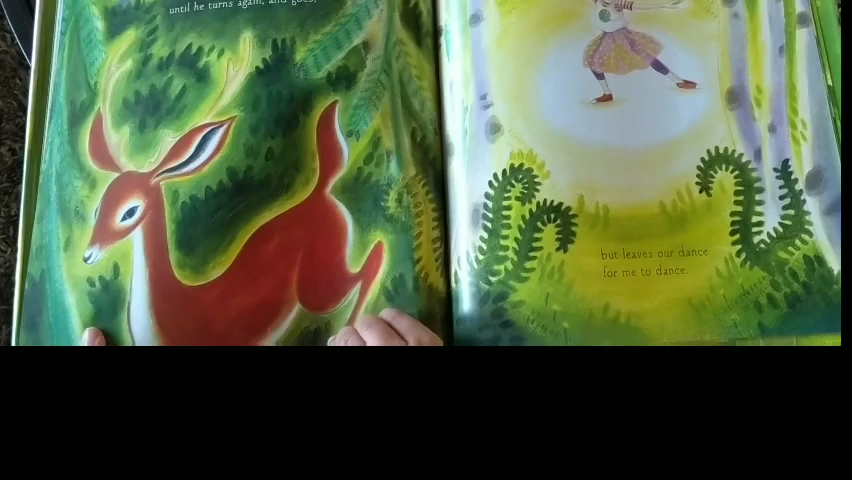 until he turns again, and goes,
but leaves our dance
for me to dance.